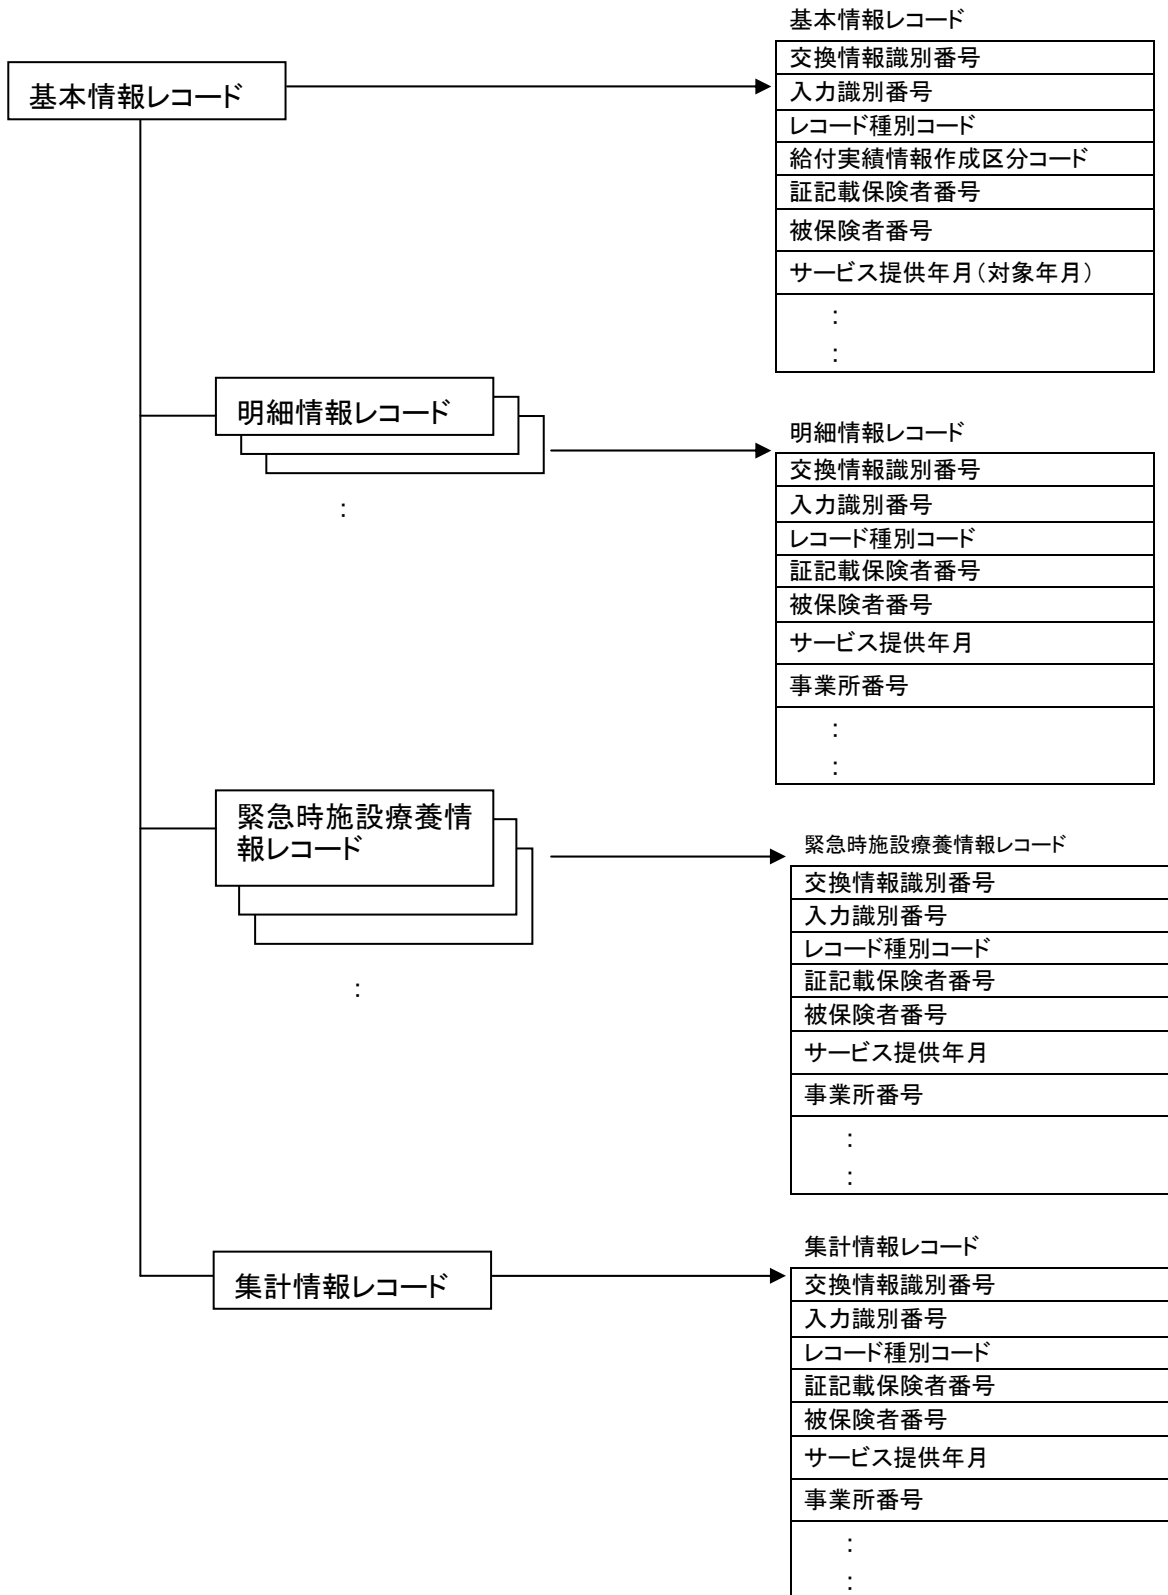 基本情報レコード
基本情報レコード
交換情報識別番号
入力識別番号
レコード種別コード
給付実績情報作成区分コード
証記載保険者番号
被保険者番号
サービス提供年月(対象年月)
:
:
明細情報レコード
:
明細情報レコード
交換情報識別番号
入力識別番号
レコード種別コード
証記載保険者番号
被保険者番号
サービス提供年月
事業所番号
:
:
緊急時施設療養情
報レコード
:
緊急時施設療養情報レコード
交換情報識別番号
入力識別番号
レコード種別コード
証記載保険者番号
被保険者番号
サービス提供年月
事業所番号
:
:
集計情報レコード
集計情報レコード
交換情報識別番号
入力識別番号
レコード種別コード
証記載保険者番号
被保険者番号
サービス提供年月
事業所番号
:
: